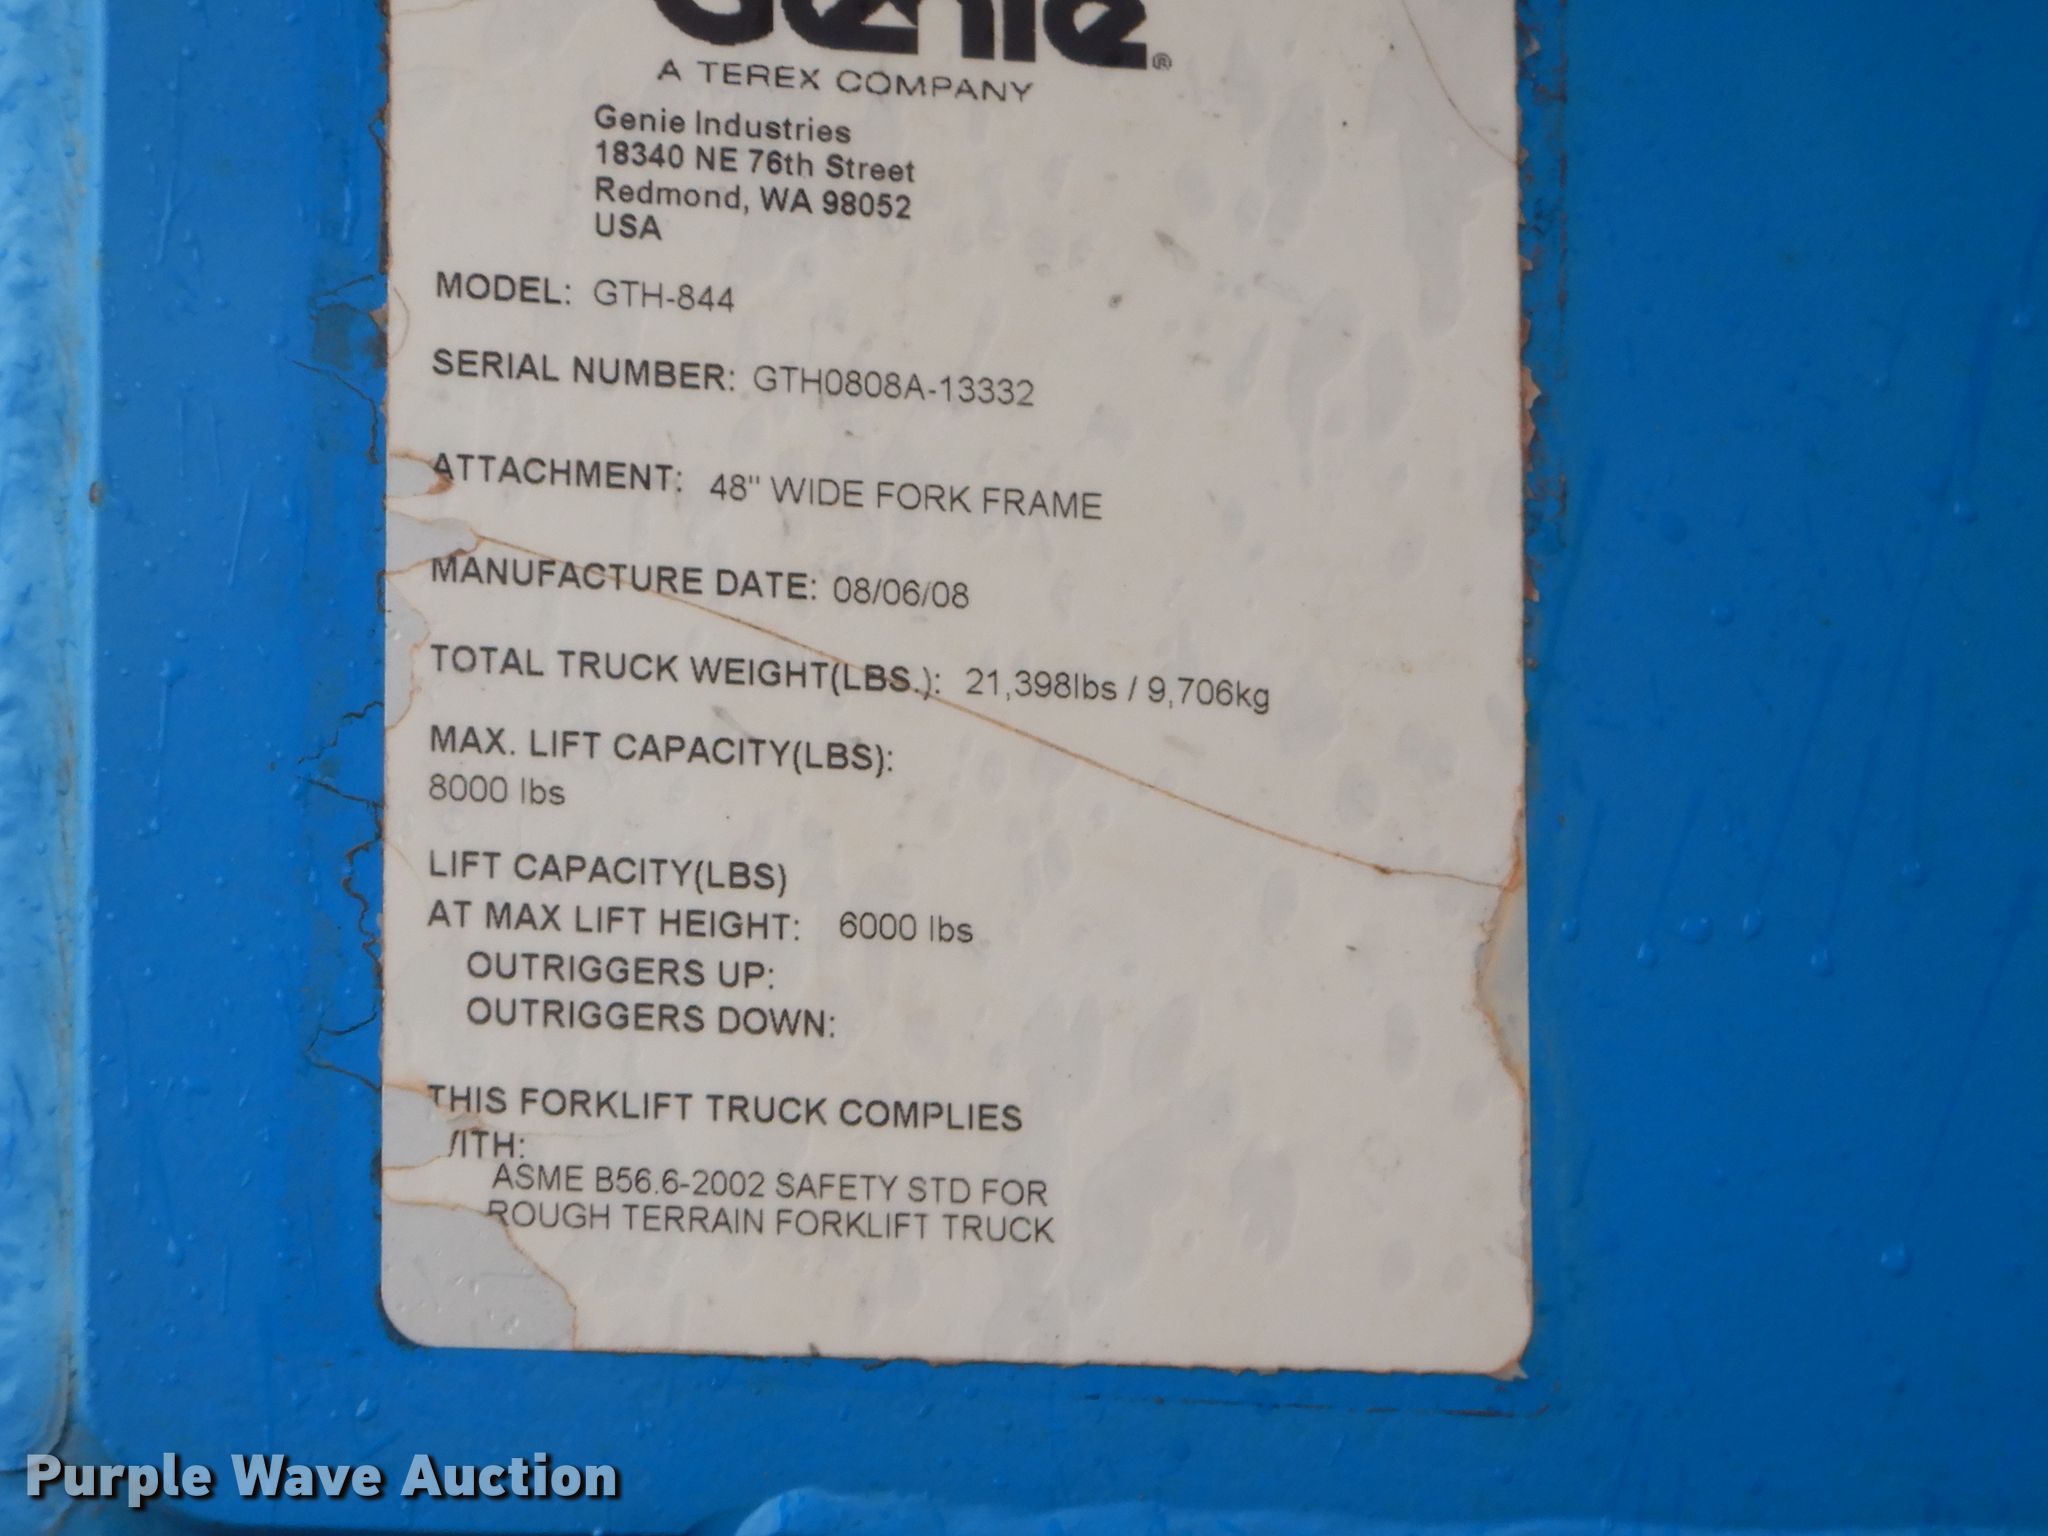 Genie®
A TEREX COMPANY
Genie Industries
18340 NE 76th Street
Redmond, WA 98052
USA
MODEL: GTH-844
SERIAL NUMBER: GTH0808A-13332
ATTACHMENT: 48" WIDE FORK FRAME
MANUFACTURE DATE: 08/06/08
TOTAL TRUCK WEIGHT(LBS.): 21,398lbs / 9,706kg
MAX. LIFT CAPACITY(LBS):
8000 lbs
LIFT CAPACITY(LBS)
AT MAX LIFT HEIGHT: 6000 lbs
OUTRIGGERS UP:
OUTRIGGERS DOWN:
THIS FORKLIFT TRUCK COMPLIES
WITH:
ASME B56.6-2002 SAFETY STD FOR
ROUGH TERRAIN FORKLIFT TRUCK
Purple Wave Auction